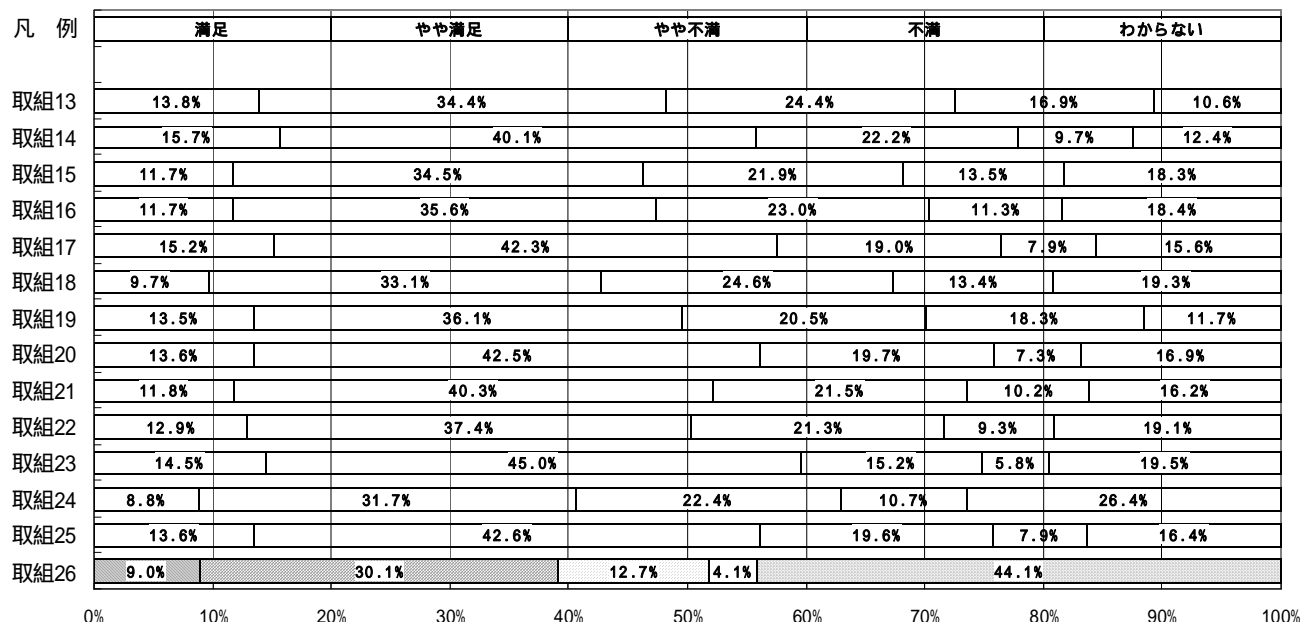 凡 例 満足 やや満足 やや不満 不満 わからない
取組13 13.8% 34.4% 24.4% 16.9% 10.6%
取組14 15.7% 40.1% 22.2% 9.7% 12.4%
取組15 11.7% 34.5% 21.9% 13.5% 18.3%
取組16 11.7% 35.6% 23.0% 11.3% 18.4%
取組17 15.2% 42.3% 19.0% 7.9% 15.6%
取組18 9.7% 33.1% 24.6% 13.4% 19.3%
取組19 13.5% 36.1% 20.5% 18.3% 11.7%
取組20 13.6% 42.5% 19.7% 7.3% 16.9%
取組21 11.8% 40.3% 21.5% 10.2% 16.2%
取組22 12.9% 37.4% 21.3% 9.3% 19.1%
取組23 14.5% 45.0% 15.2% 5.8% 19.5%
取組24 8.8% 31.7% 22.4% 10.7% 26.4%
取組25 13.6% 42.6% 19.6% 7.9% 16.4%
取組26 9.0% 30.1% 12.7% 4.1% 44.1%
0% 10% 20% 30% 40% 50% 60% 70% 80% 90% 100%